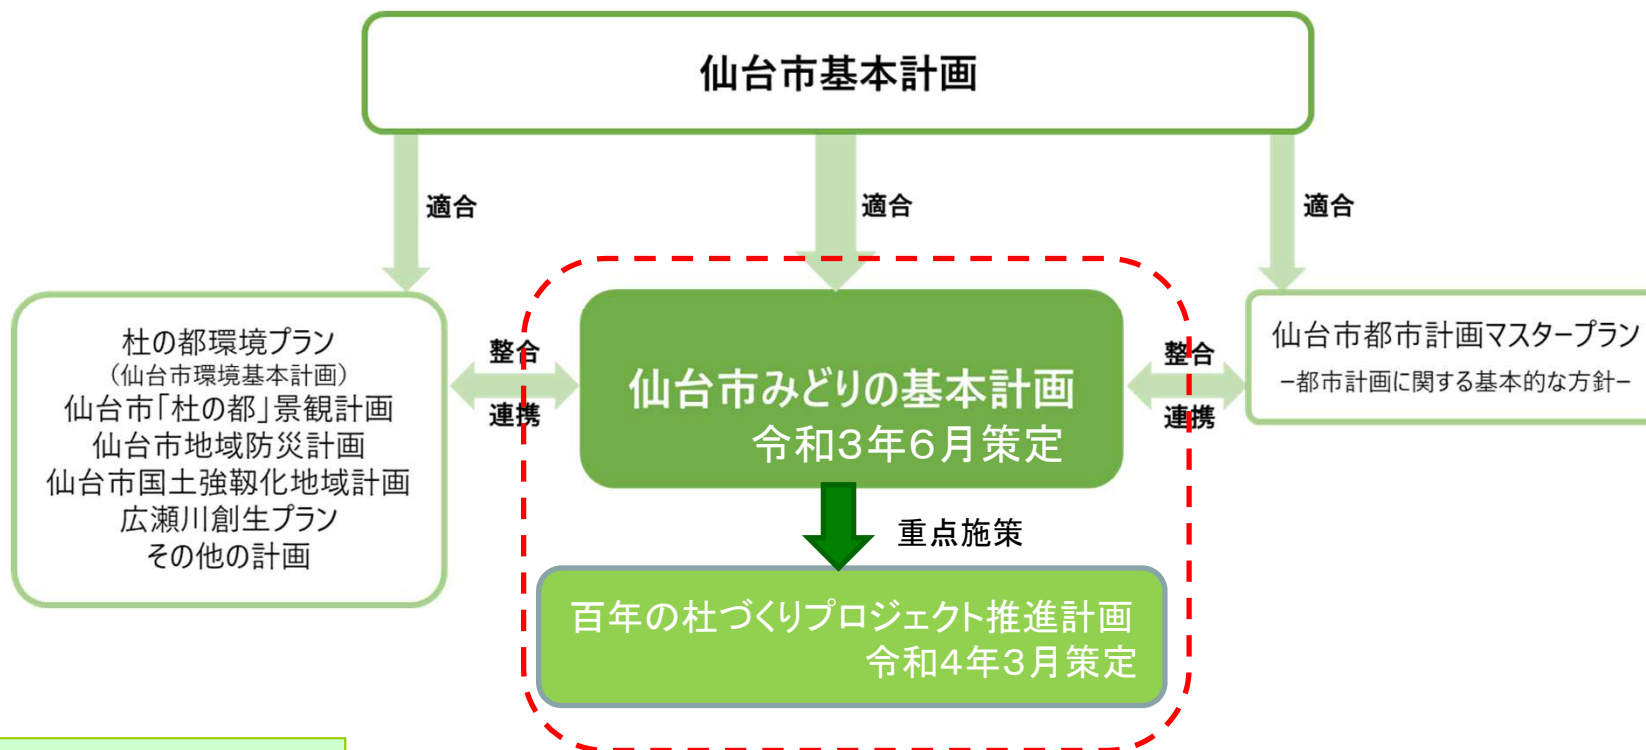 仙台市基本計画
適合
適合
適合
杜の都環境プラン
(仙台市環境基本計画)
仙台市「杜の都」景観計画
仙台市地域防災計画
仙台市国土強靱化地域計画
広瀬川創生プラン
その他の計画
整合
連携
仙台市みどりの基本計画
令和3年6月策定
整合
連携
仙台市都市計画マスタープラン
−都市計画に関する基本的な方針−
重点施策
百年の杜づくりプロジェクト推進計画
令和4年3月策定